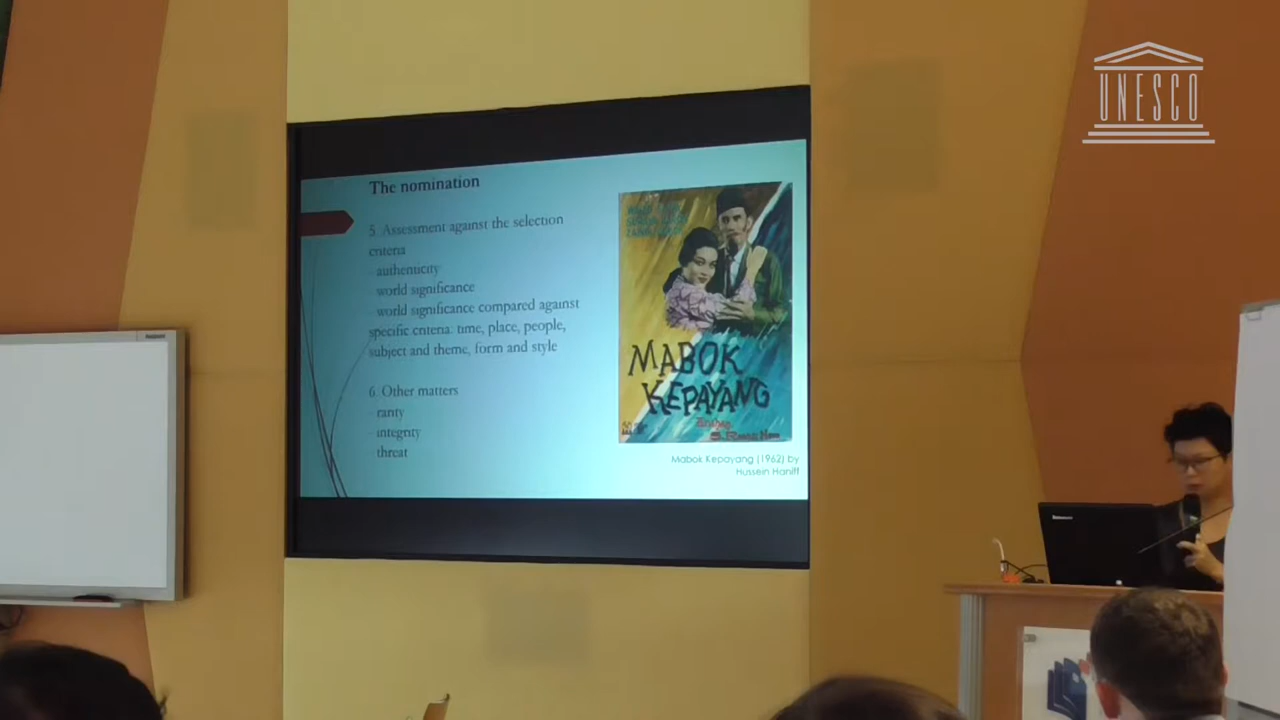 UNESCO
The nomination
5. Assessment against the selection
criteria
- authenticity
- world significance
- world significance compared against
specific criteria: time, place, people,
subject and theme, form and style
6. Other matters
- rarity
- integrity
- threat
MABOK
KEPAYANG
Mabok Kepayang (1962) by
Hussein Haniff